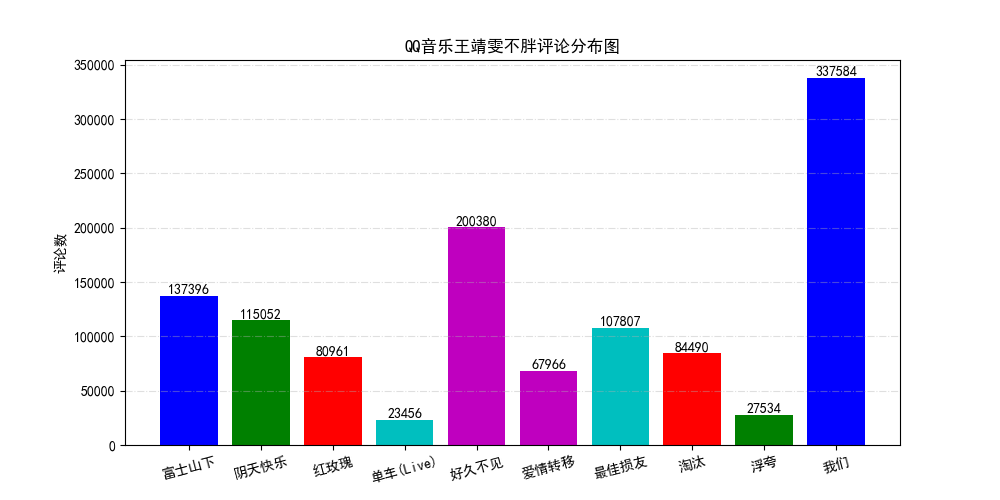 QQ音乐王靖雯不胖评论分布图
评论数
350000
300000
250000
200000
150000
100000
50000
0
137396
115052
80961
23456
200380
67966
107807
84490
27534
337584
富士山下
阴天快乐
红玫瑰
单车(Live)
好久不见
爱情转移
最佳损友
淘汰
浮夸
我们